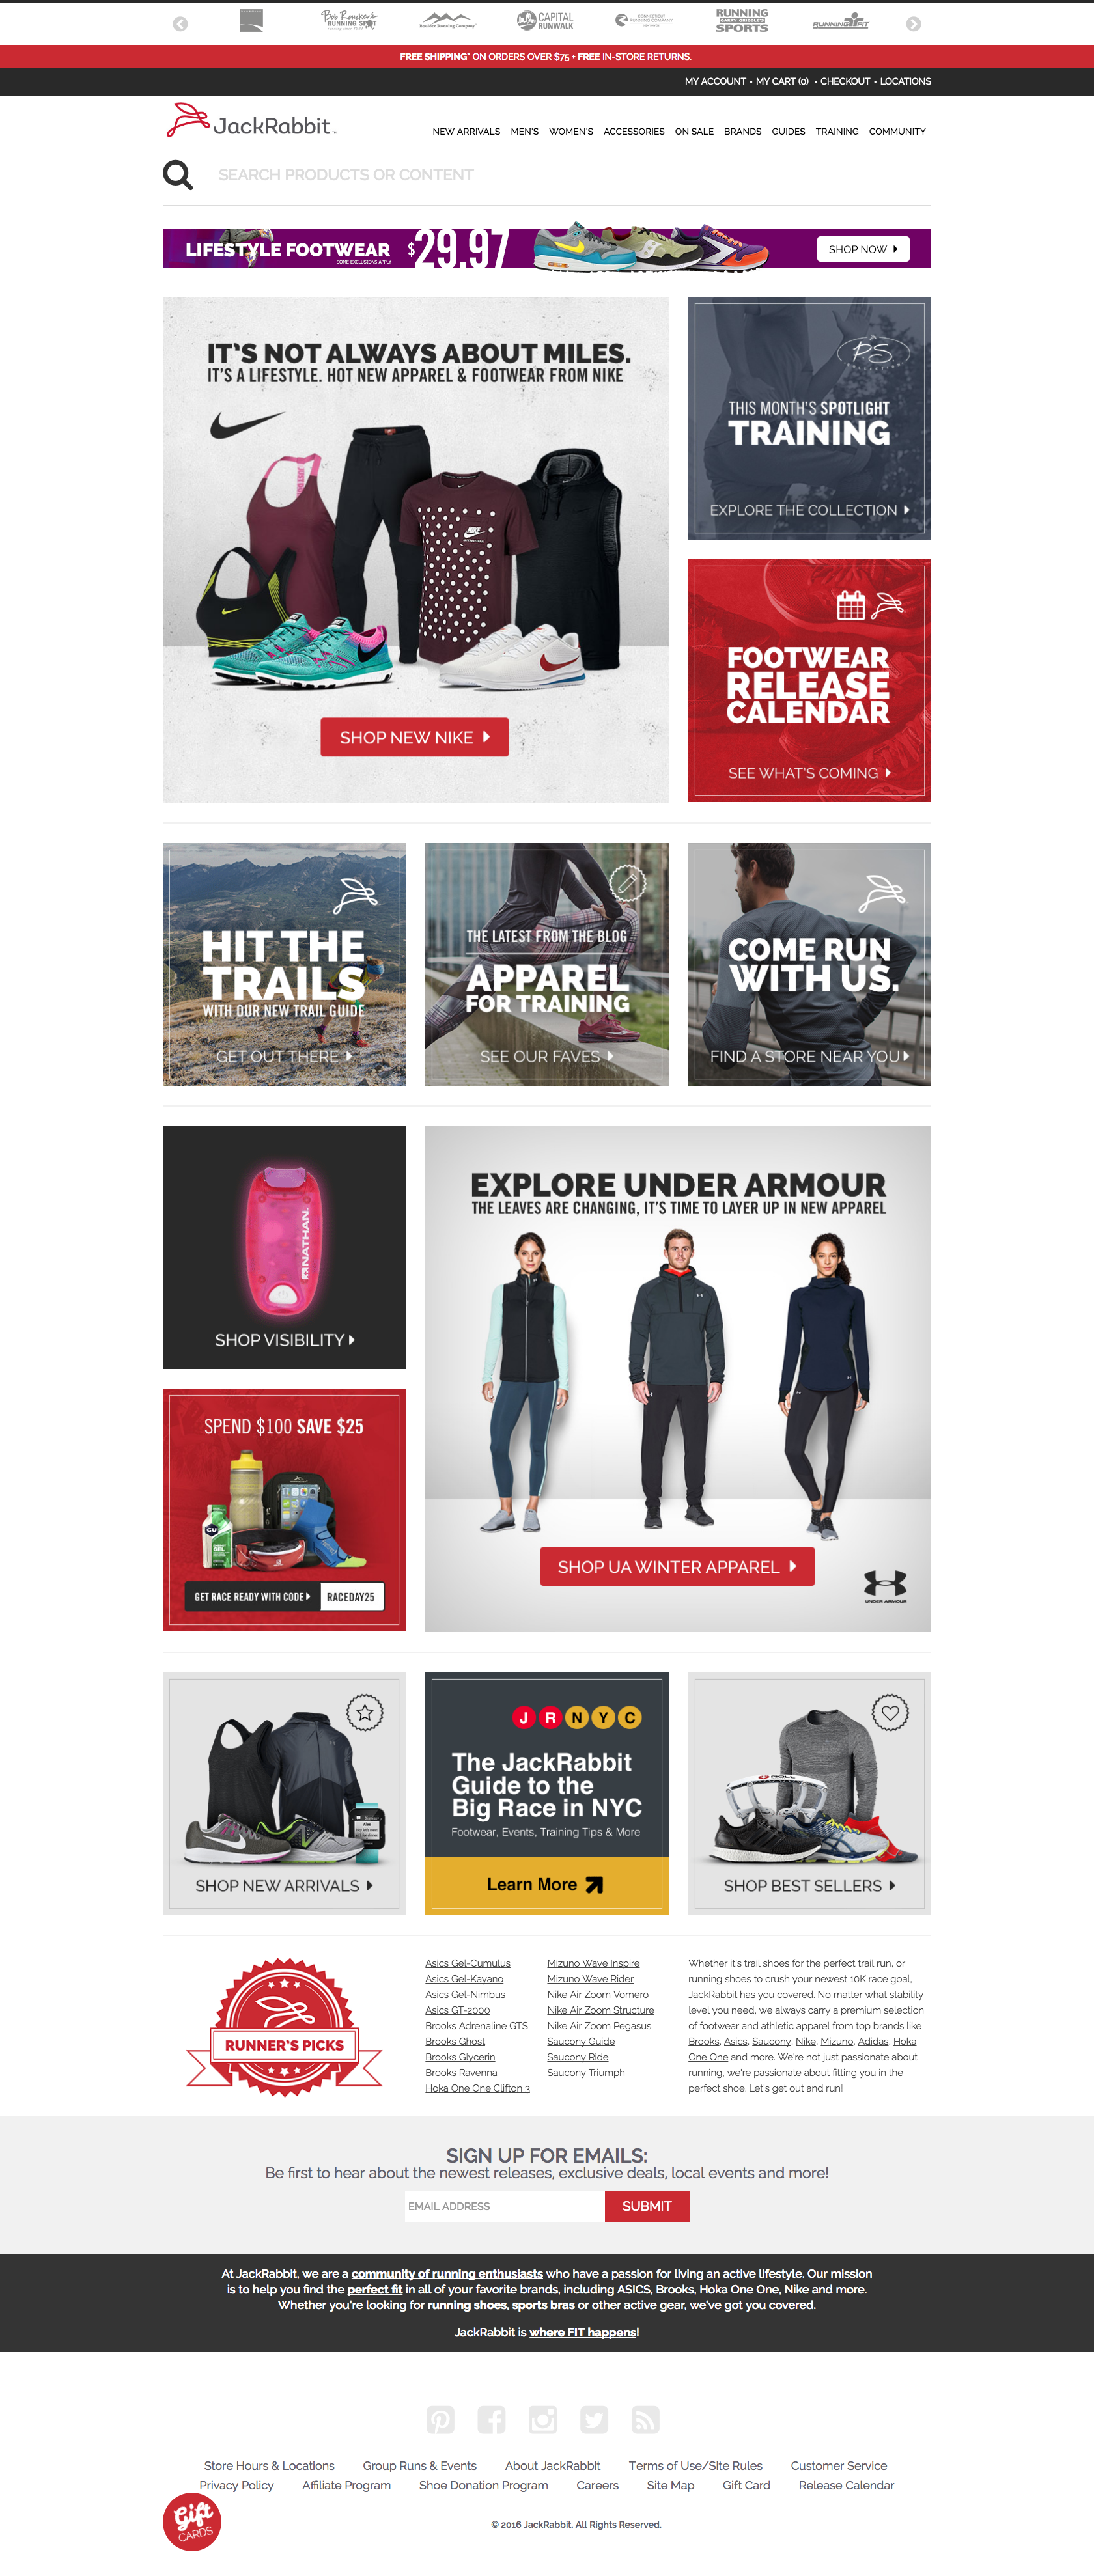 Bob Roncker's
RUNNING SPOT
Boulder Running Company
CAPITAL
RUNWALK
CONNECTICUT
RUNNING COMPANY
RUNNING
GARRY GRIBBLE'S
SPORTS
RUNNING FIT
FREE SHIPPING* ON ORDERS OVER $75 + FREE IN-STORE RETURNS.
MY ACCOUNT • MY CART (0) • CHECKOUT • LOCATIONS
JackRabbit
NEW ARRIVALS MEN'S WOMEN'S ACCESSORIES ON SALE BRANDS GUIDES TRAINING COMMUNITY
SEARCH PRODUCTS OR CONTENT
LIFESTYLE FOOTWEAR $29.97
SOME EXCLUSIONS APPLY
SHOP NOW
IT'S NOT ALWAYS ABOUT MILES.
IT'S A LIFESTYLE. HOT NEW APPAREL & FOOTWEAR FROM NIKE
SHOP NEW NIKE
PS
COLLECTION
THIS MONTH'S SPOTLIGHT
TRAINING
EXPLORE THE COLLECTION
FOOTWEAR
RELEASE
CALENDAR
SEE WHAT'S COMING
HIT THE
TRAILS
WITH OUR NEW TRAIL GUIDE
GET OUT THERE
THE LATEST FROM THE BLOG
APPAREL
FOR TRAINING
SEE OUR FAVES
COME RUN
WITH US.
FIND A STORE NEAR YOU
NATHAN.
SHOP VISIBILITY
SPEND $100 SAVE $25
GU
GEL
GET RACE READY WITH CODE RACEDAY25
EXPLORE UNDER ARMOUR
THE LEAVES ARE CHANGING, IT'S TIME TO LAYER UP IN NEW APPAREL
SHOP UA WINTER APPAREL
UNDER ARMOUR
SHOP NEW ARRIVALS
J R N Y C
The JackRabbit
Guide to the
Big Race in NYC
Footwear, Events, Training Tips & More
Learn More
ROLL
SHOP BEST SELLERS
RUNNER'S PICKS
Asics Gel-Cumulus
Asics Gel-Kayano
Asics Gel-Nimbus
Asics GT-2000
Brooks Adrenaline GTS
Brooks Ghost
Brooks Glycerin
Brooks Ravenna
Hoka One One Clifton 3
Mizuno Wave Inspire
Mizuno Wave Rider
Nike Air Zoom Vomero
Nike Air Zoom Structure
Nike Air Zoom Pegasus
Saucony Guide
Saucony Ride
Saucony Triumph
Whether it's trail shoes for the perfect trail run, or
running shoes to crush your newest 10K race goal,
JackRabbit has you covered. No matter what stability
level you need, we always carry a premium selection
of footwear and athletic apparel from top brands like
Brooks, Asics, Saucony, Nike, Mizuno, Adidas, Hoka
One One and more. We're not just passionate about
running, we're passionate about fitting you in the
perfect shoe. Let's get out and run!
SIGN UP FOR EMAILS:
Be first to hear about the newest releases, exclusive deals, local events and more!
EMAIL ADDRESS SUBMIT
At JackRabbit, we are a community of running enthusiasts who have a passion for living an active lifestyle. Our mission
is to help you find the perfect fit in all of your favorite brands, including ASICS, Brooks, Hoka One One, Nike and more.
Whether you're looking for running shoes, sports bras or other active gear, we've got you covered.
JackRabbit is where FIT happens!
Store Hours & Locations Group Runs & Events About JackRabbit Terms of Use/Site Rules Customer Service
Privacy Policy Affiliate Program Shoe Donation Program Careers Site Map Gift Card Release Calendar
Gift
CARDS
© 2016 JackRabbit. All Rights Reserved.